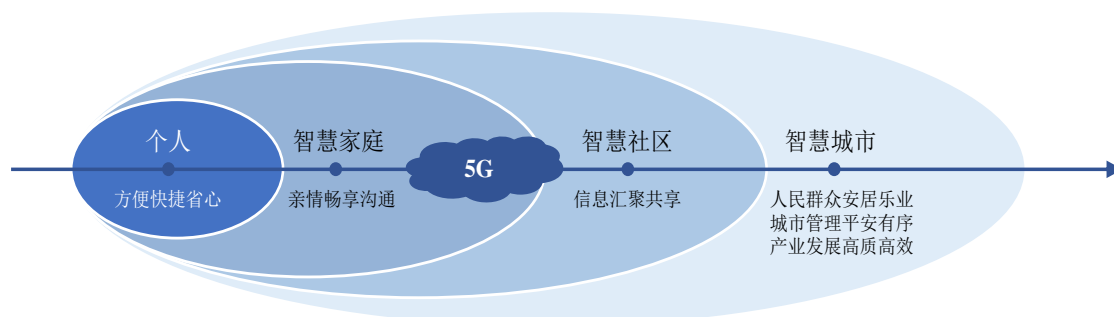 个人
方便快捷省心
智慧家庭
亲情畅享沟通
5G
智慧社区
信息汇聚共享
智慧城市
人民群众安居乐业
城市管理平安有序
产业发展高质高效